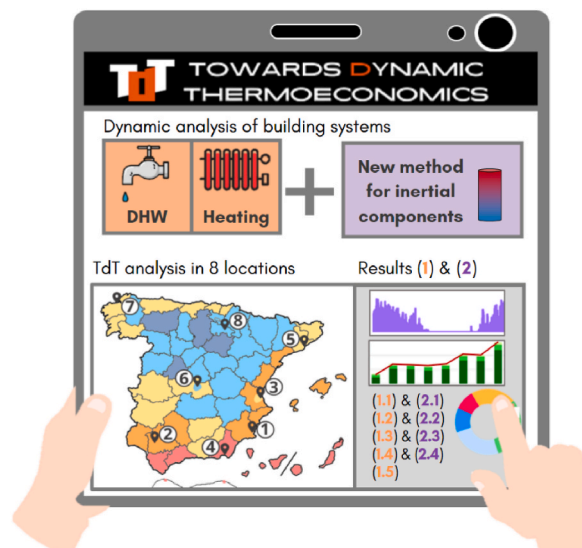 TdT TOWARDS DYNAMIC
THERMOECONOMICS
Dynamic analysis of building systems
DHW
Heating
+
New method
for inertial
components
TdT analysis in 8 locations
Results (1) & (2)
7
8
5
6
3
2
1
4
(1.1) & (2.1)
(1.2) & (2.2)
(1.3) & (2.3)
(1.4) & (2.4)
(1.5)